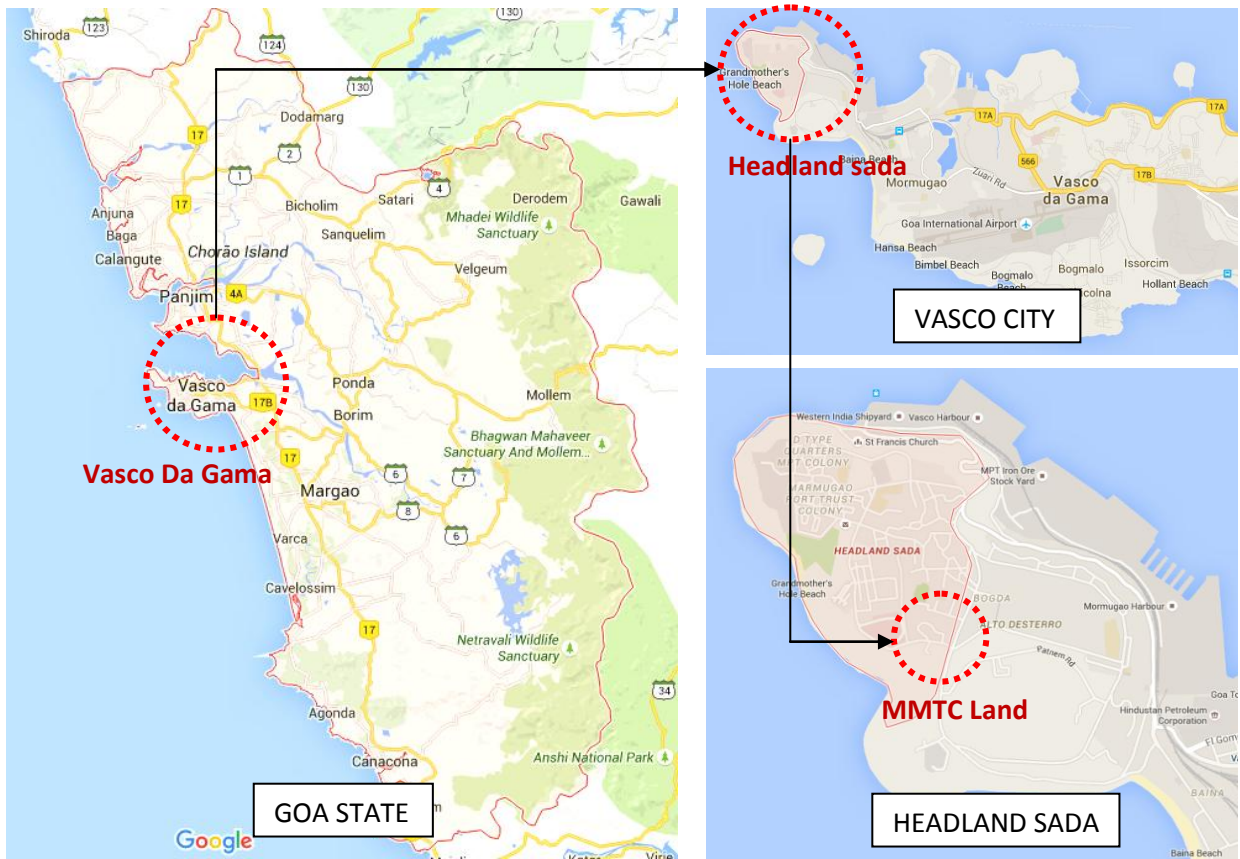 Shiroda
123
124
130
130
Dodamarg
17
2
1
4
Satari
Derodem
Gawali
Bicholim
Mhadei Wildlife
Sanctuary
Anjuna
Baga
Sanquelim
Calangute
Chorão Island
Velgeum
Panjim
4A
Vasco
da Gama
17B
Ponda
Borim
Mollem
Vasco Da Gama
17
Bhagwan Mahaveer
Sanctuary And Mollem...
6
7
Margao
8
6
Varca
Cavelossim
17
Netravali Wildlife
Sanctuary
34
Agonda
Anshi National Park
Canacona
GOA STATE
Google
Grandmother's
Hole Beach
17A
17A
Headland sada
Baina Beach
566
Mormugao
Zuari Rd
Vasco
da Gama
17B
Goa International Airport
Hansa Beach
Bimbel Beach
Bogmalo
Beach
Bogmalo
Issorcim
Hollant Beach
VASCO CITY
Western India Shipyard
Vasco Harbour
D TYPE
QUARTERS
MPT COLONY
St Francis Church
MPT Iron Ore
Stock Yard
MARMUGAO
PORT TRUST
COLONY
HEADLAND SADA
Grandmother's
Hole Beach
BOGDA
Mormugao Harbour
ALTO DESTERRO
Patnem Rd
MMTC Land
Hindustan Petroleum
Corporation
BAINA
HEADLAND SADA
Baina Beach